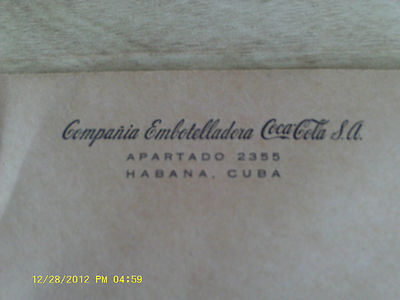 Compañia Embotelladora Coca-Cola S.A.
APARTADO 2355
HABANA, CUBA
12/28/2012 PM 04:59